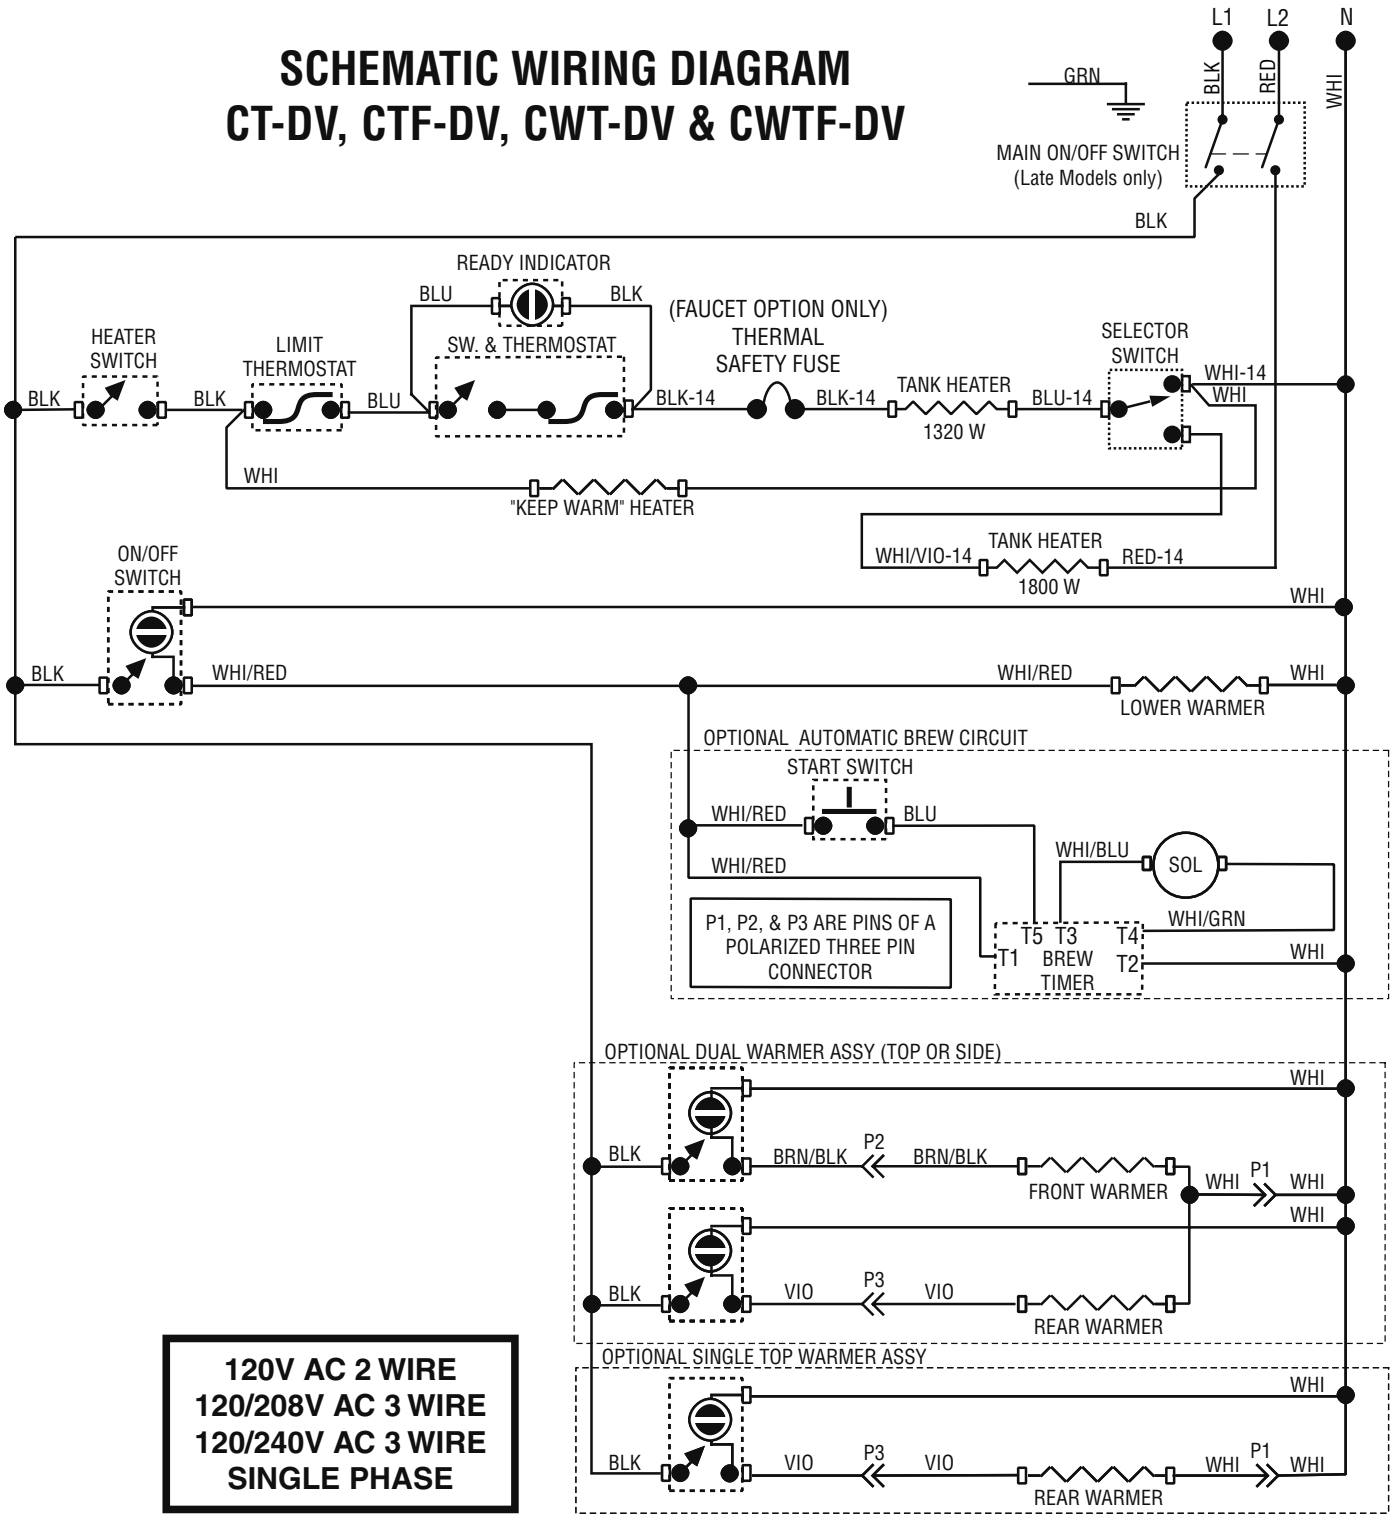 L1 L2 N
SCHEMATIC WIRING DIAGRAM
CT-DV, CTF-DV, CWT-DV & CWTF-DV
GRN
BLK
RED
WHI
MAIN ON/OFF SWITCH
(Late Models only)
BLK
READY INDICATOR
BLU
BLK
(FAUCET OPTION ONLY)
THERMAL
SAFETY FUSE
HEATER
SWITCH
LIMIT
THERMOSTAT
SW. & THERMOSTAT
SELECTOR
SWITCH
WHI-14
WHI
BLK
BLK
BLU
BLK-14
BLK-14
TANK HEATER
1320 W
BLU-14
WHI
"KEEP WARM" HEATER
WHI/VIO-14
TANK HEATER
1800 W
RED-14
ON/OFF
SWITCH
WHI
BLK
WHI/RED
WHI/RED
WHI
LOWER WARMER
OPTIONAL AUTOMATIC BREW CIRCUIT
START SWITCH
WHI/RED
BLU
WHI/RED
WHI/BLU
SOL
WHI/GRN
P1, P2, & P3 ARE PINS OF A
POLARIZED THREE PIN
CONNECTOR
T5 T3 T4
T1 BREW T2
TIMER
WHI
OPTIONAL DUAL WARMER ASSY (TOP OR SIDE)
WHI
BLK
BRN/BLK
P2
BRN/BLK
FRONT WARMER
WHI
P1
WHI
WHI
BLK
VIO
P3
VIO
REAR WARMER
OPTIONAL SINGLE TOP WARMER ASSY
WHI
BLK
VIO
P3
VIO
REAR WARMER
WHI
P1
WHI
120V AC 2 WIRE
120/208V AC 3 WIRE
120/240V AC 3 WIRE
SINGLE PHASE